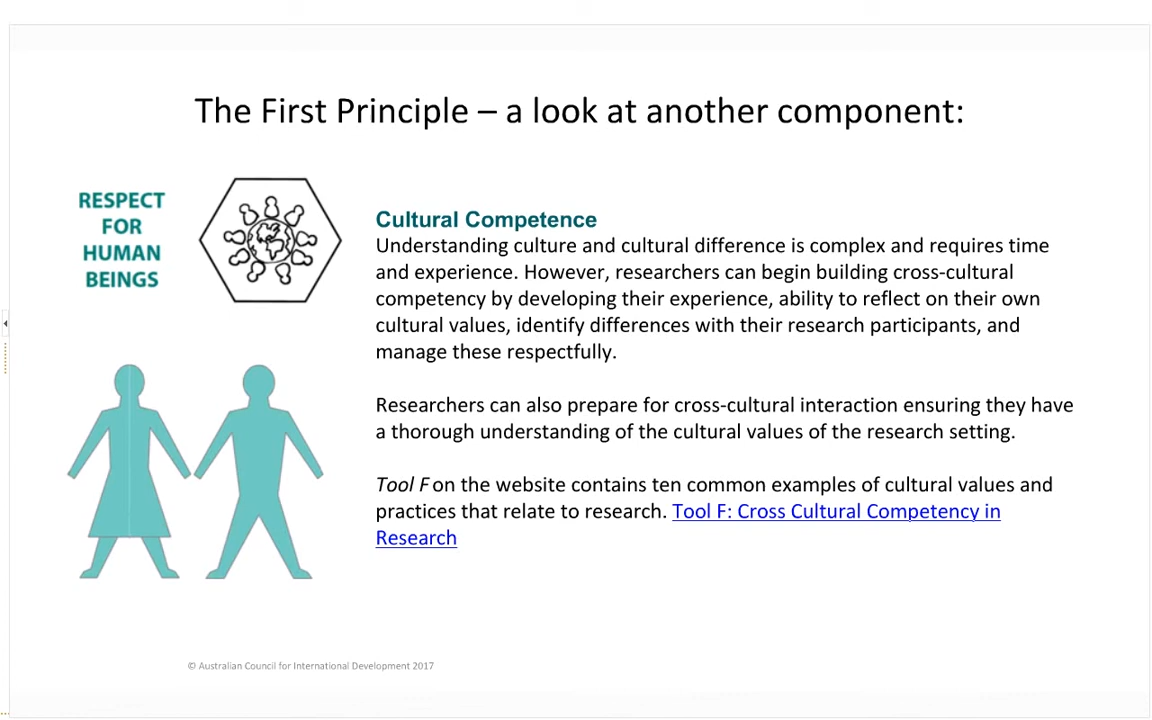 The First Principle – a look at another component:
RESPECT
FOR
HUMAN
BEINGS
Cultural Competence
Understanding culture and cultural difference is complex and requires time
and experience. However, researchers can begin building cross-cultural
competency by developing their experience, ability to reflect on their own
cultural values, identify differences with their research participants, and
manage these respectfully.
Researchers can also prepare for cross-cultural interaction ensuring they have
a thorough understanding of the cultural values of the research setting.
Tool F on the website contains ten common examples of cultural values and
practices that relate to research. Tool F: Cross Cultural Competency in
Research
© Australian Council for International Development 2017